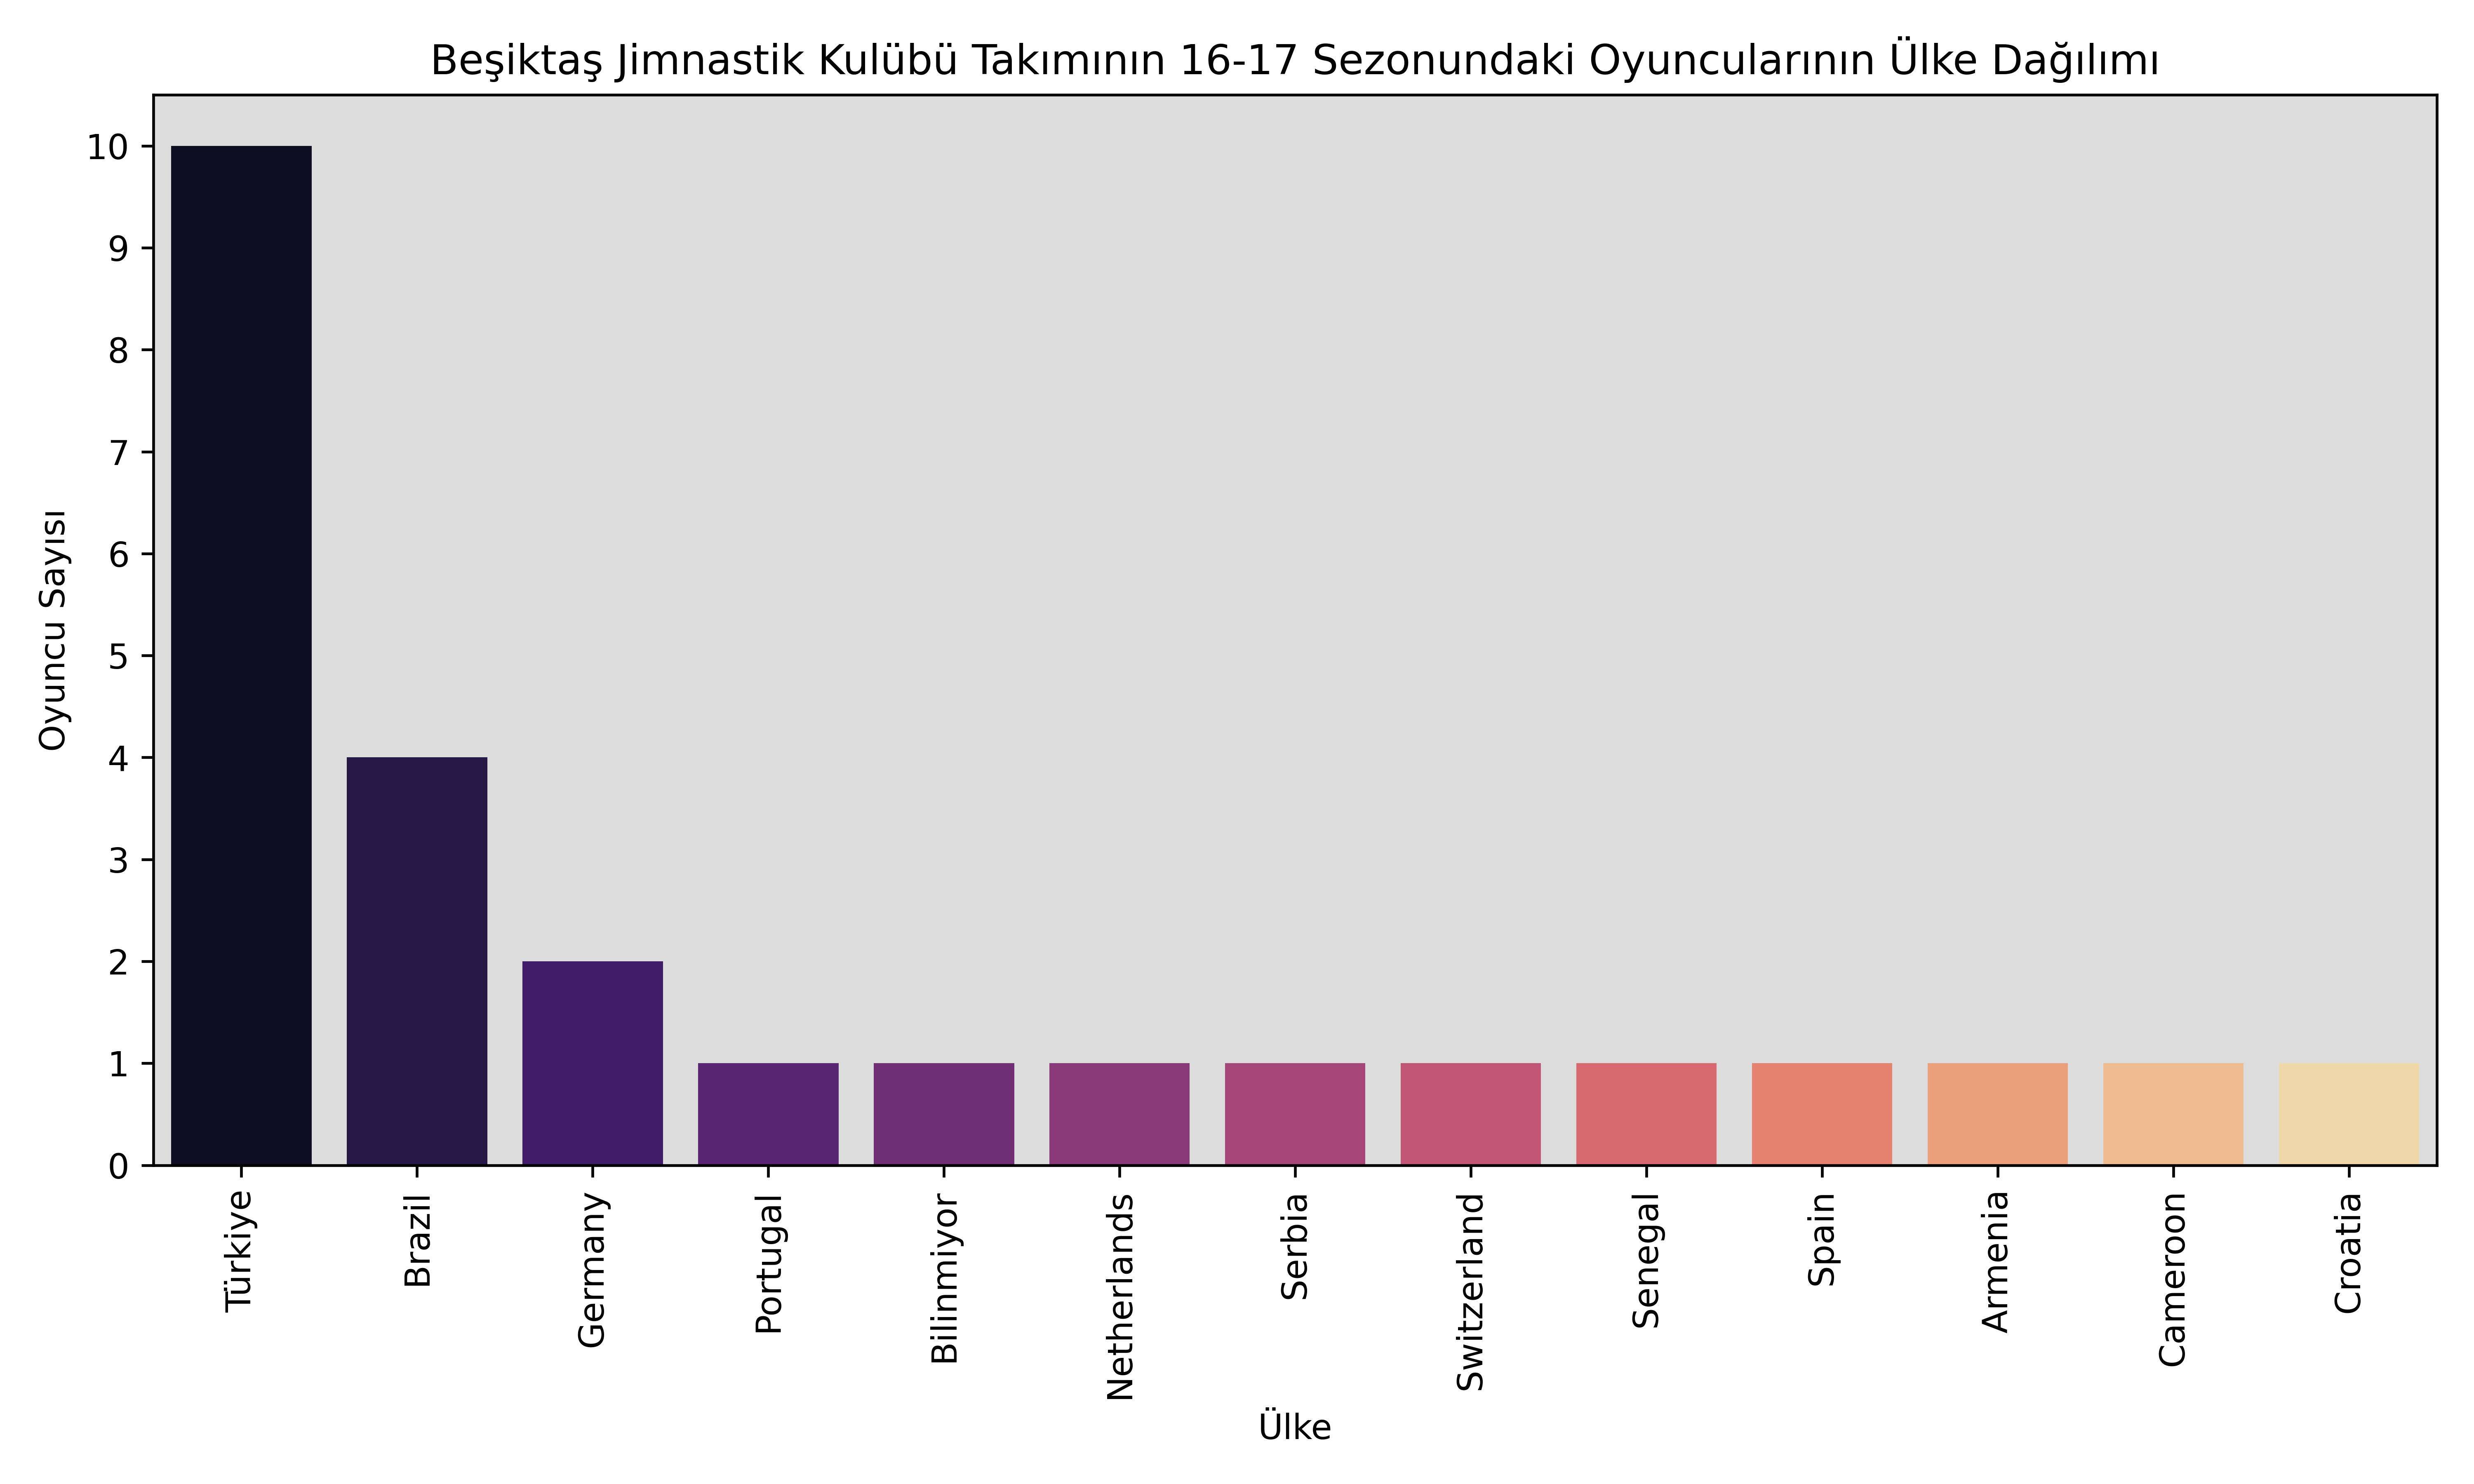 Beşiktaş Jimnastik Kulübü Takımının 16-17 Sezonundaki Oyuncularının Ülke Dağılımı
Oyuncu Sayısı
10
9
8
7
6
5
4
3
2
1
0
Türkiye
Brazil
Germany
Portugal
Bilinmiyor
Netherlands
Serbia
Switzerland
Senegal
Spain
Armenia
Cameroon
Croatia
Ülke